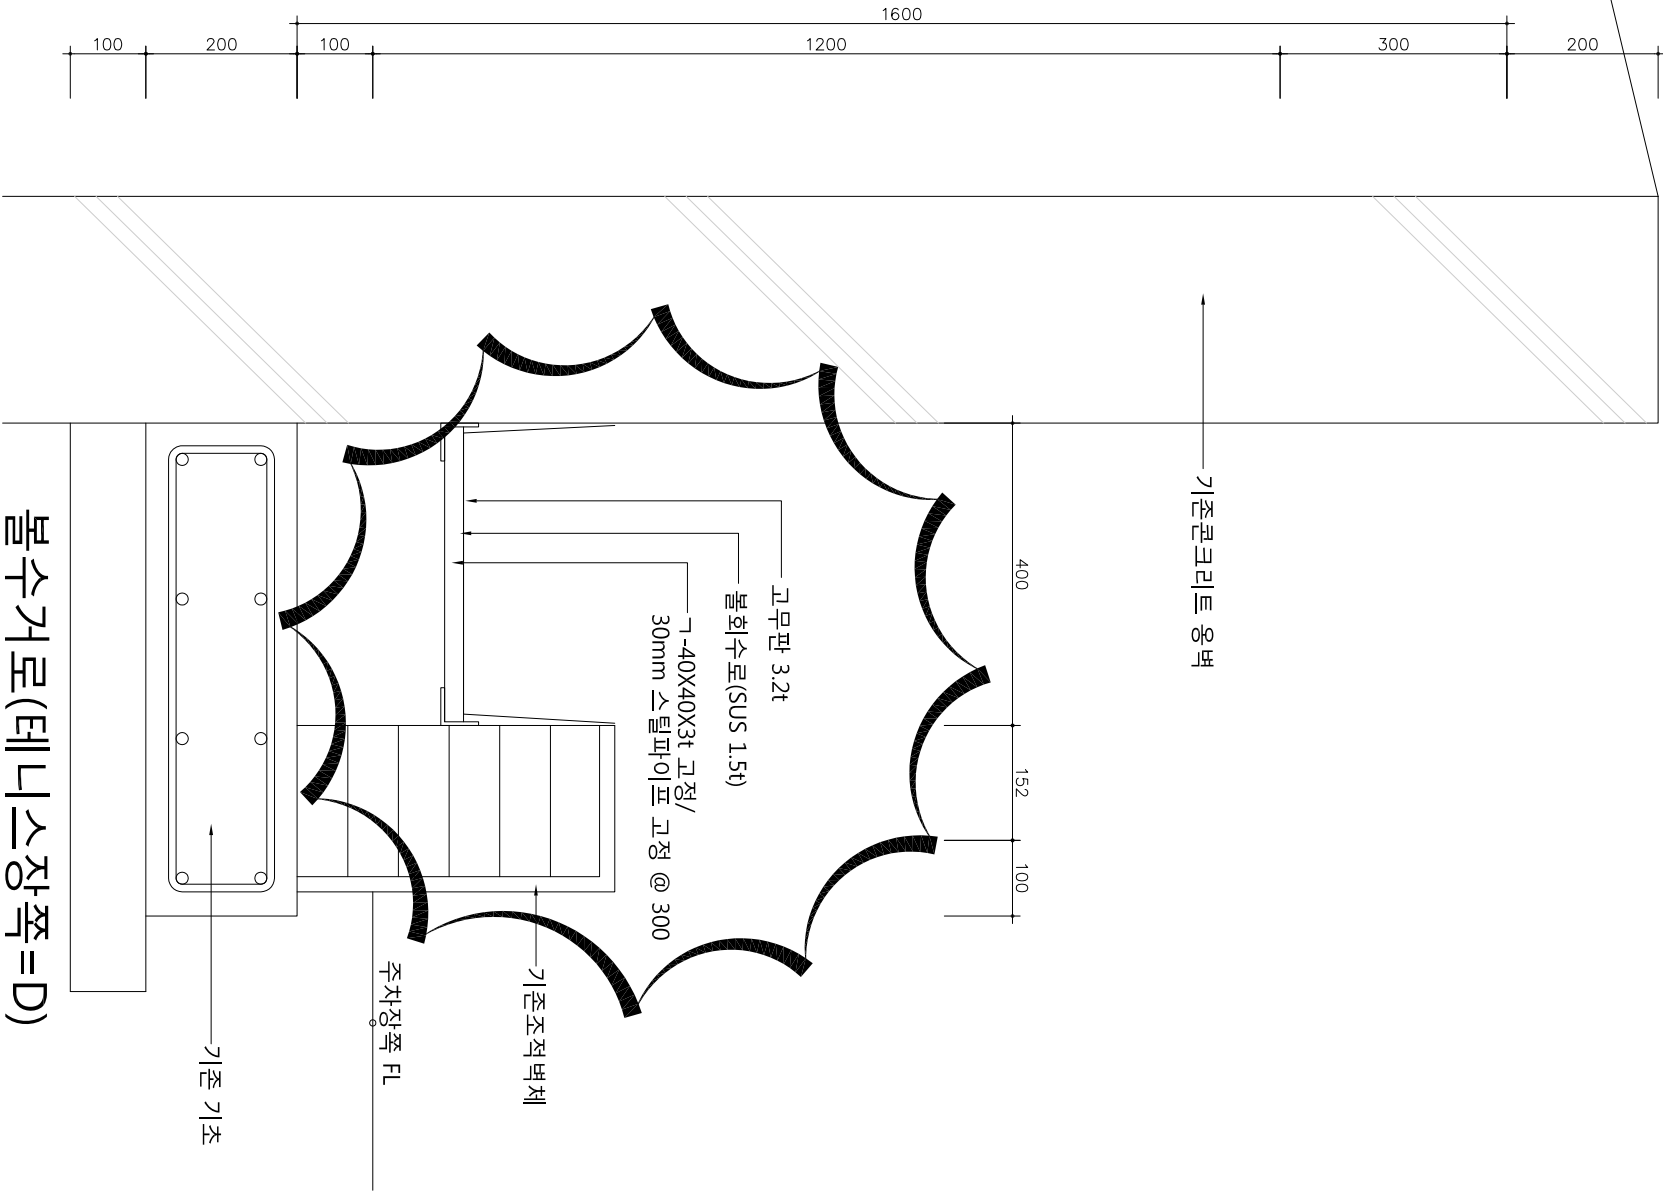 1600
100
200
100
1200
300
200
400
152
100
기존콘크리트 옹벽
고무판 3.2t
볼회수로(SUS 1.5t)
ㄱ-40X40X3t 고정/
30mm 스틸파이프 고정 @ 300
기존조적벽체
주차장쪽 FL
기존 기초
볼수거로(테니스장쪽=D)